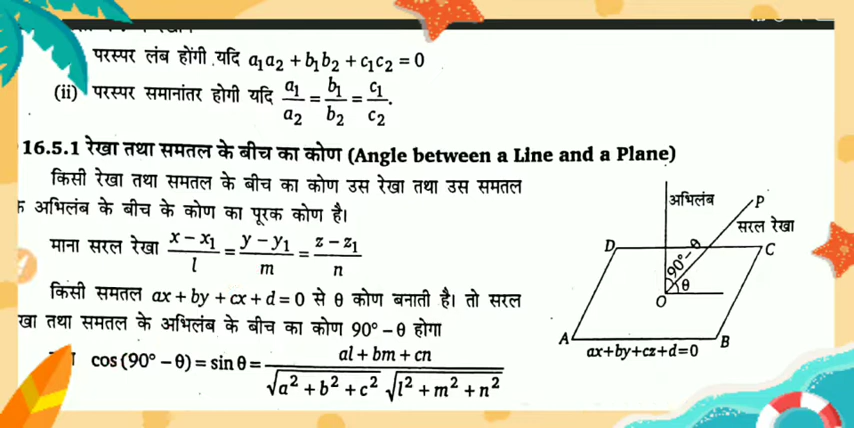 परस्पर लंब होंगी यदि a₁a₂ + b₁b₂ + c₁c₂ = 0
(ii) परस्पर समानांतर होगी यदि a₁/a₂ = b₁/b₂ = c₁/c₂.
16.5.1 रेखा तथा समतल के बीच का कोण (Angle between a Line and a Plane)
किसी रेखा तथा समतल के बीच का कोण उस रेखा तथा उस समतल
अभिलंब के बीच के कोण का पूरक कोण है।
माना सरल रेखा (x − x₁)/l = (y − y₁)/m = (z − z₁)/n
किसी समतल ax + by + cx + d = 0 से θ कोण बनाती है। तो सरल
खा तथा समतल के अभिलंब के बीच का कोण 90° − θ होगा
cos (90° − θ) = sin θ = (al + bm + cn)/(√(a² + b² + c²) √(l² + m² + n²))
अभिलंब
P
सरल रेखा
D
C
90° − θ
θ
O
A
B
ax+by+cz+d=0